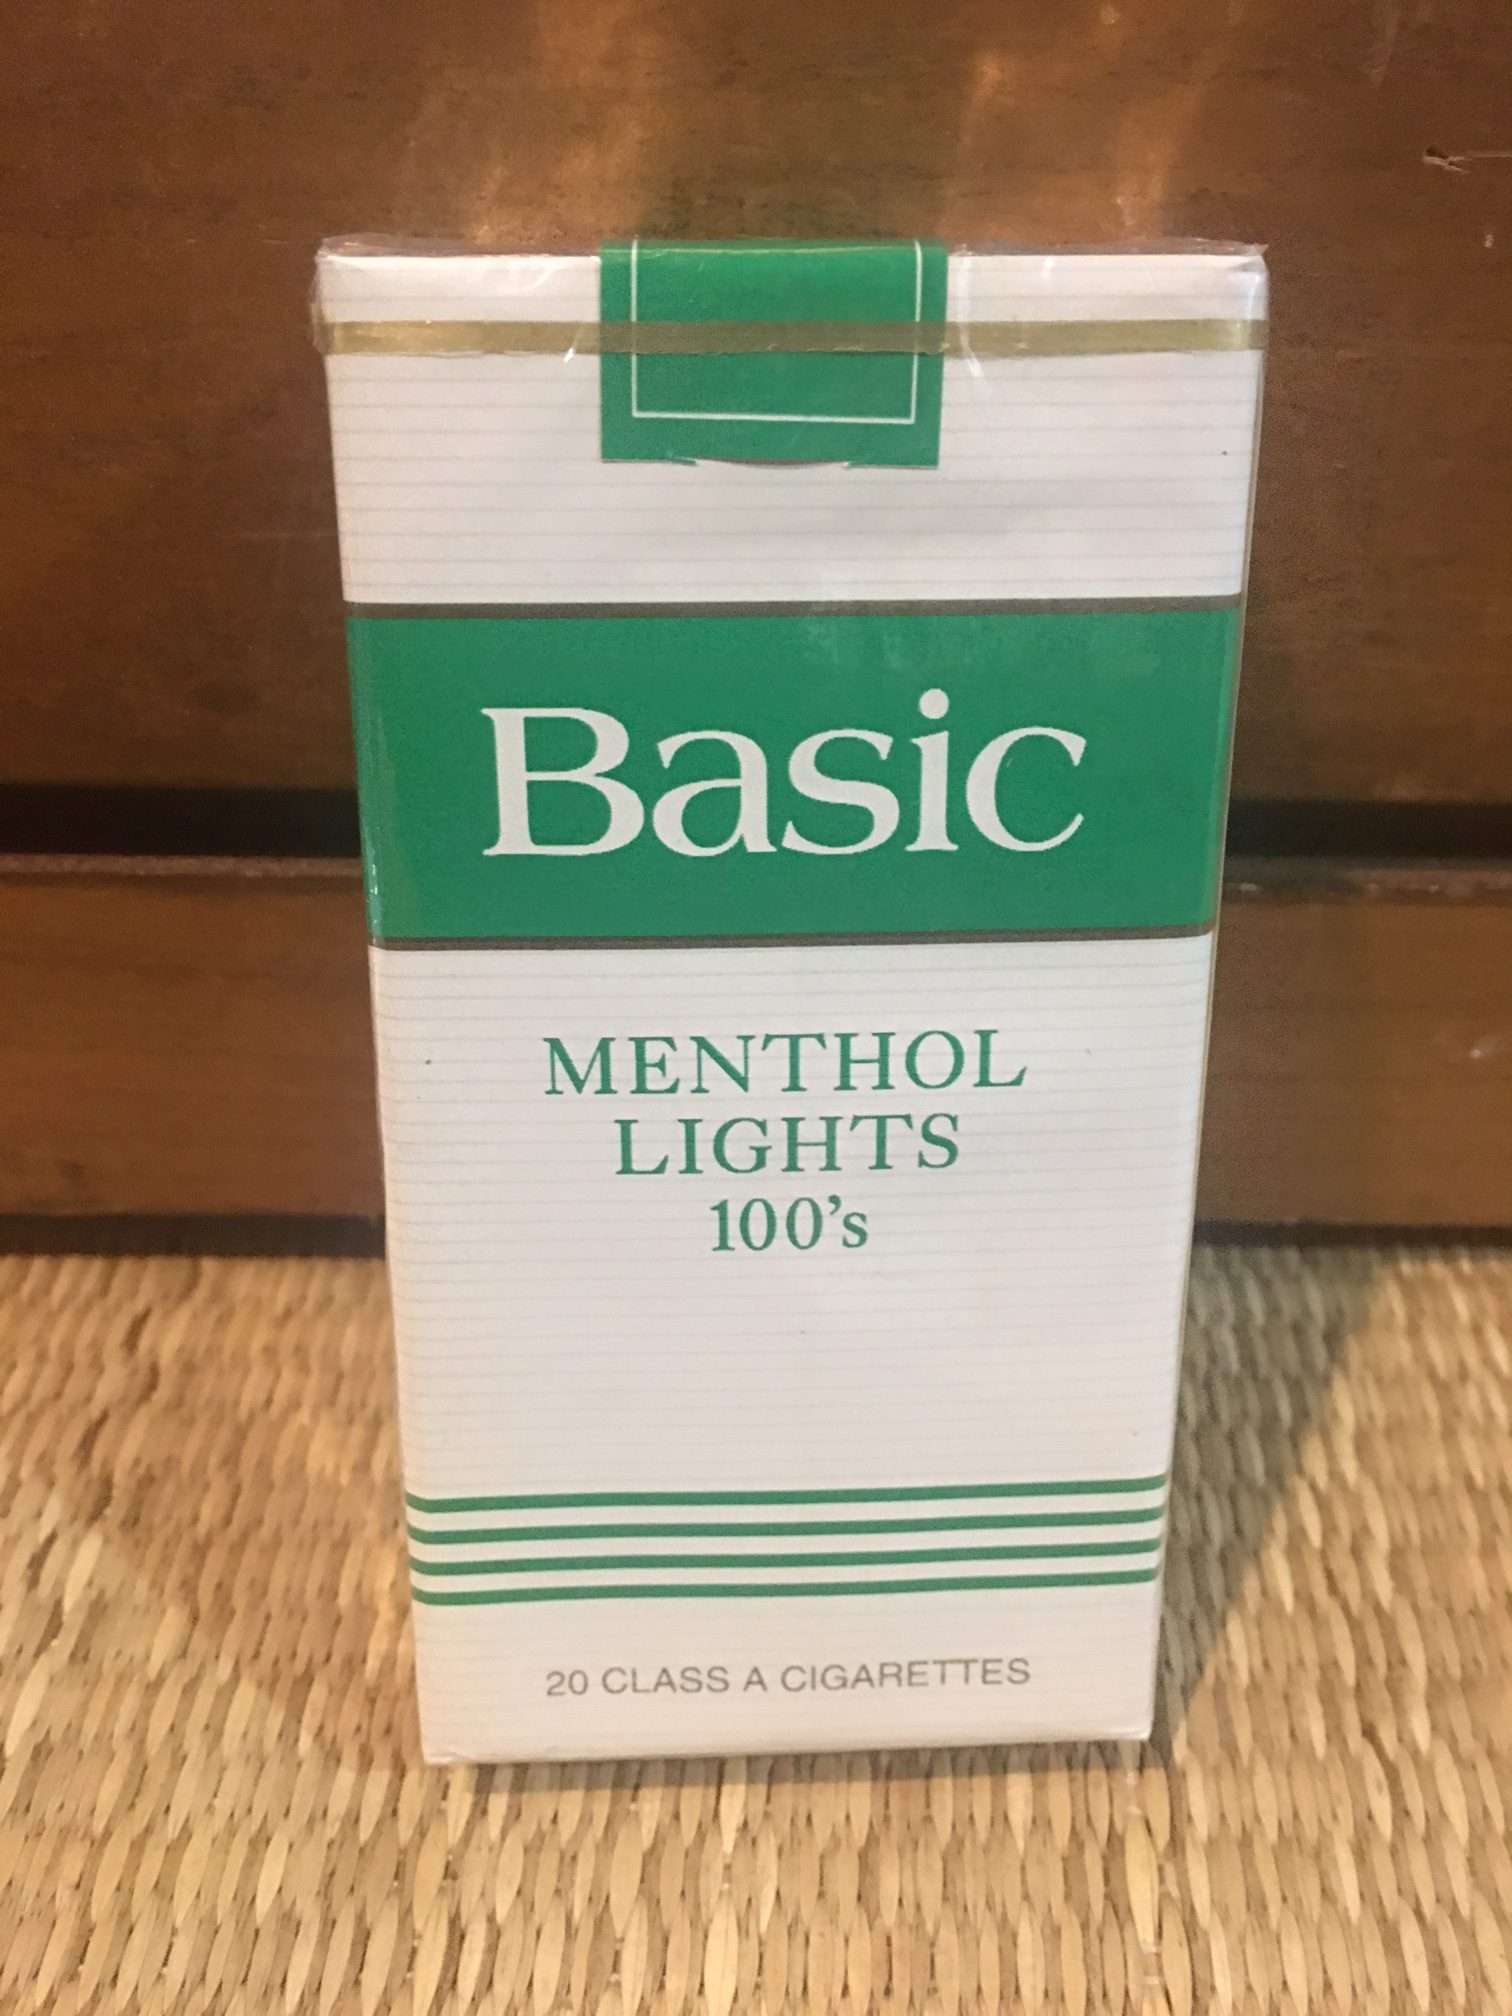 Basic
MENTHOL
LIGHTS
100's
20 CLASS A CIGARETTES